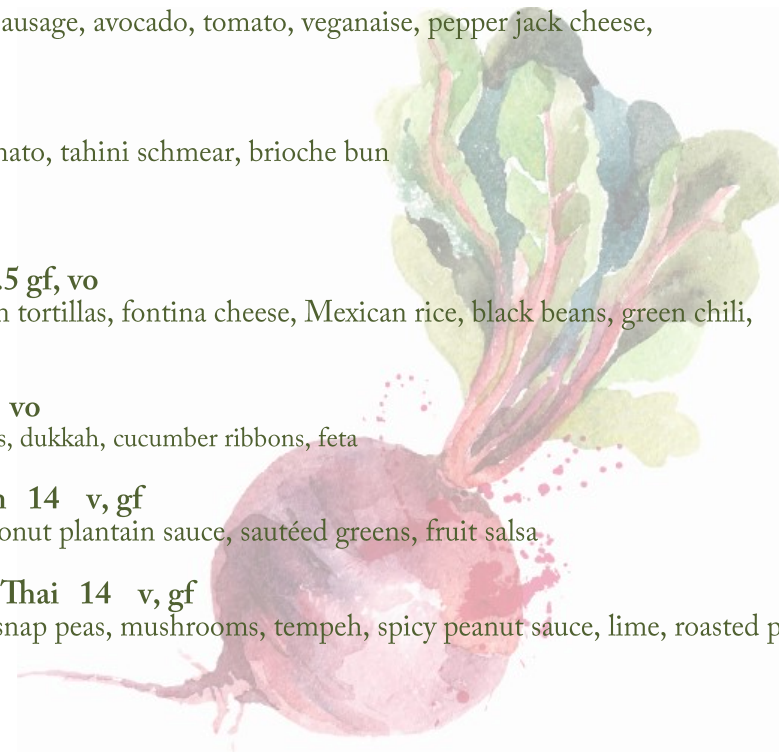 ausage, avocado, tomato, veganaise, pepper jack cheese,
nato, tahini schmear, brioche bun
.5 gf, vo
n tortillas, fontina cheese, Mexican rice, black beans, green chili,
vo
s, dukkah, cucumber ribbons, feta
n 14 v, gf
onut plantain sauce, sautéed greens, fruit salsa
Thai 14 v, gf
snap peas, mushrooms, tempeh, spicy peanut sauce, lime, roasted p